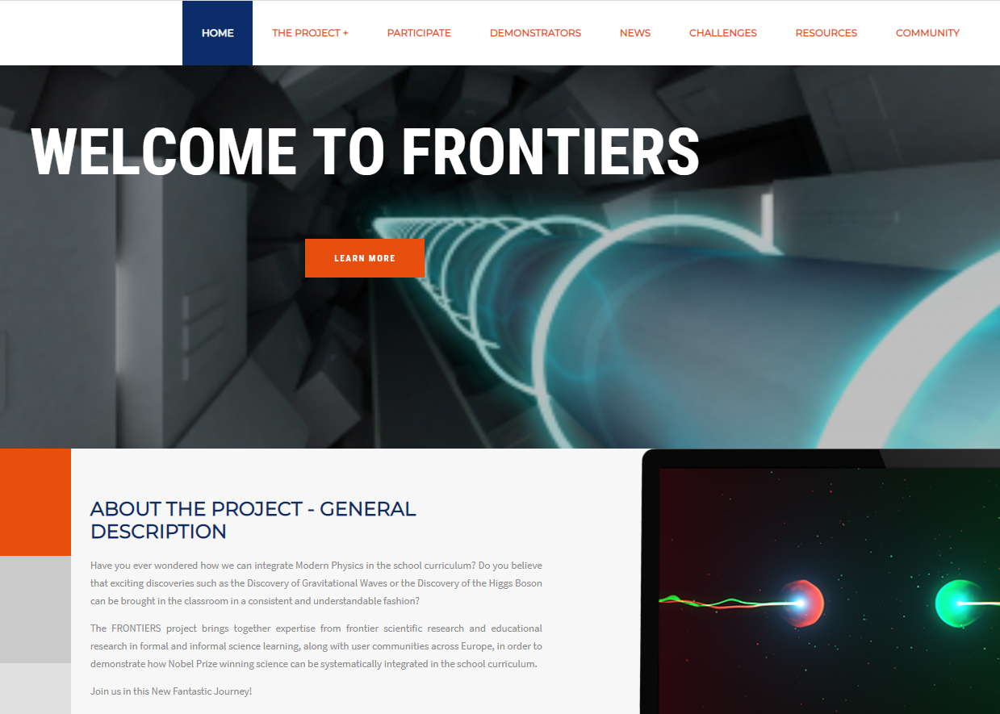 HOME THE PROJECT + PARTICIPATE DEMONSTRATORS NEWS CHALLENGES RESOURCES COMMUNITY
WELCOME TO FRONTIERS
LEARN MORE
ABOUT THE PROJECT - GENERAL
DESCRIPTION
Have you ever wondered how we can integrate Modern Physics in the school curriculum? Do you believe
that exciting discoveries such as the Discovery of Gravitational Waves or the Discovery of the Higgs Boson
can be brought in the classroom in a consistent and understandable fashion?
The FRONTIERS project brings together expertise from frontier scientific research and educational
research in formal and informal science learning, along with user communities across Europe, in order to
demonstrate how Nobel Prize winning science can be systematically integrated in the school curriculum.
Join us in this New Fantastic Journey!